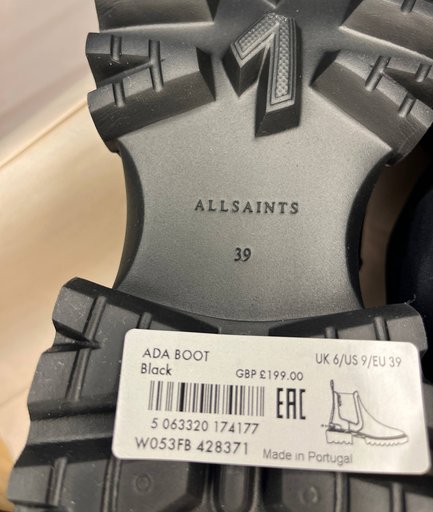 ALLSAINTS
39
ADA BOOT
Black
GBP £199.00
UK 6/US 9/EU 39
EAC
5 063320 174177
W053FB 428371
Made in Portugal